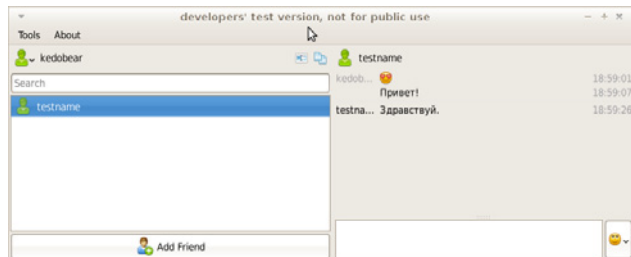 developers' test version, not for public use
Tools About
kedobear
testname
Search
testname
kedob... 18:59:01
Привет! 18:59:07
testna... Здравствуй. 18:59:26
Add Friend